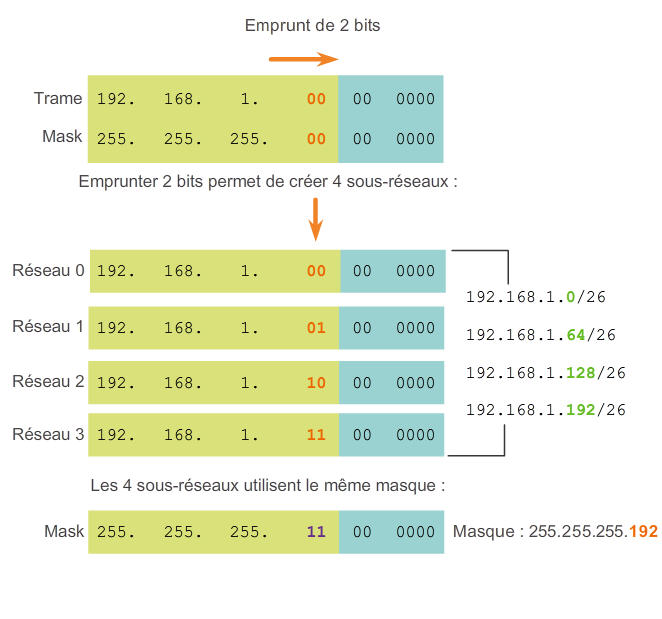 Emprunt de 2 bits
Trame 192. 168. 1. 00 00 0000
Mask 255. 255. 255. 00 00 0000
Emprunter 2 bits permet de créer 4 sous-réseaux :
Réseau 0 192. 168. 1. 00 00 0000
192.168.1.0/26
Réseau 1 192. 168. 1. 01 00 0000
192.168.1.64/26
192.168.1.128/26
Réseau 2 192. 168. 1. 10 00 0000
192.168.1.192/26
Réseau 3 192. 168. 1. 11 00 0000
Les 4 sous-réseaux utilisent le même masque :
Mask 255. 255. 255. 11 00 0000 Masque : 255.255.255.192